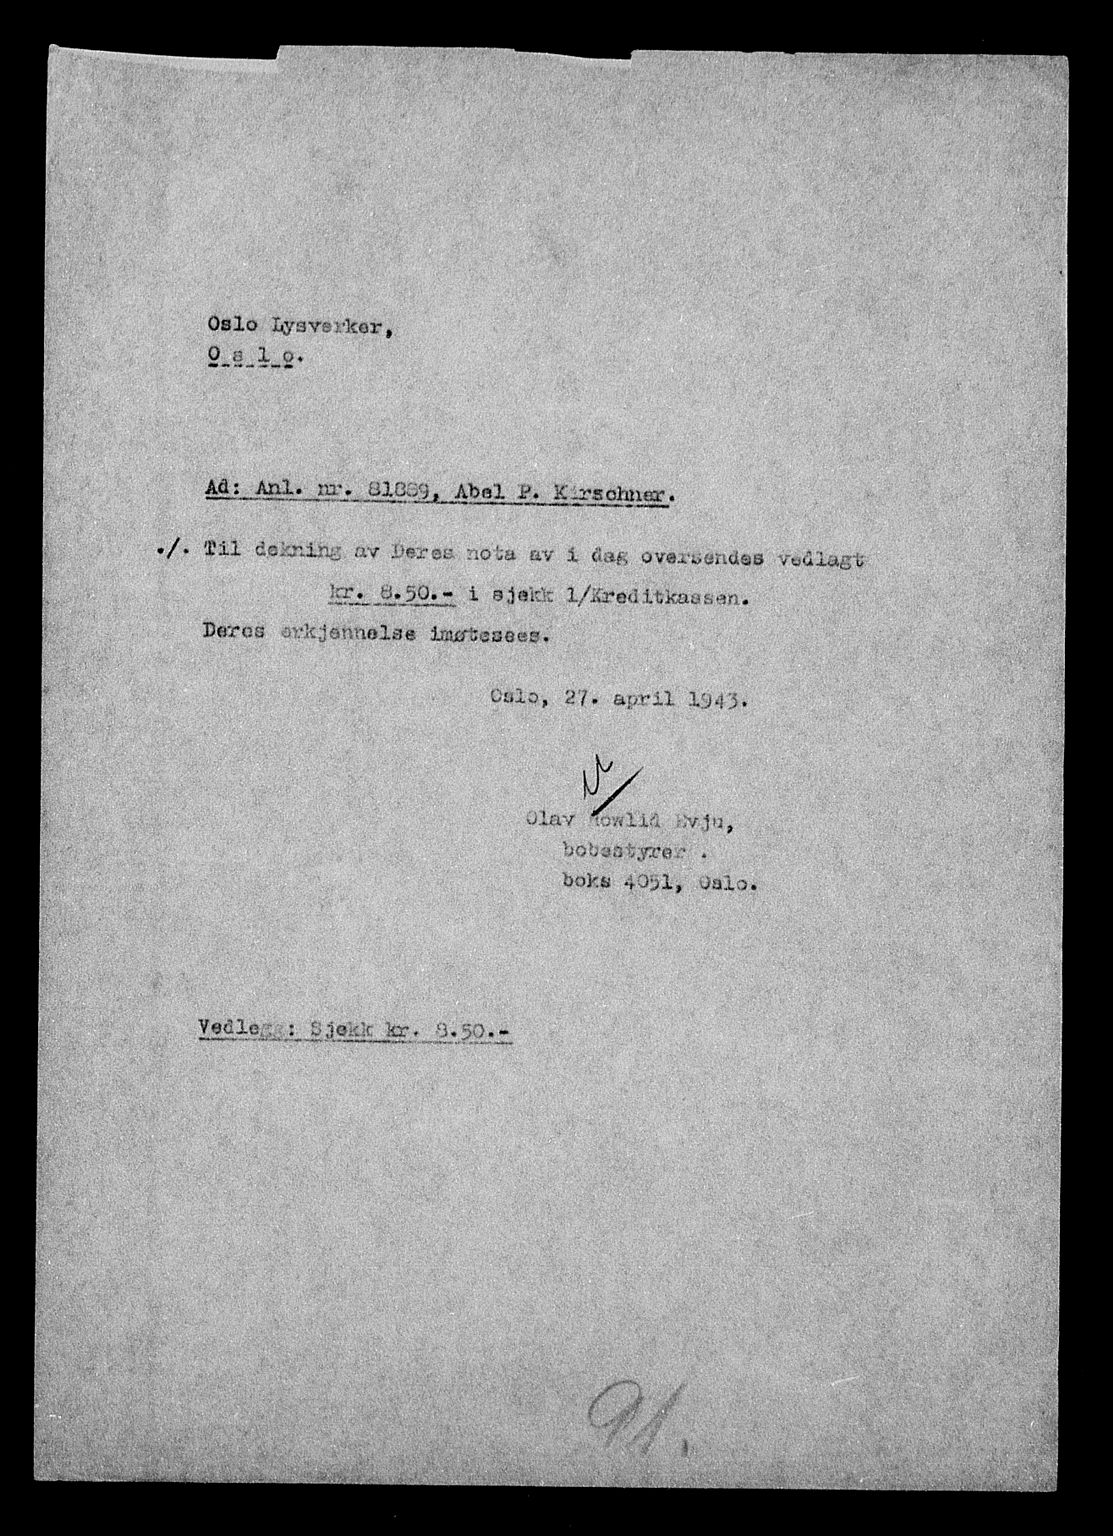 Oslo Lysverker,
O s l o.
Ad: Anl. nr. 81889, Abel P. Kirschner.
./. Til dekning av Deres nota av i dag oversendes vedlagt
kr. 8.50.- i sjekk l/Kreditkassen.
Deres erkjennelse imøtesees.
Oslo, 27. april 1943.
Olav Rowlid Evju,
bobestyrer .
boks 4051, Oslo.
Vedlegg: Sjekk kr. 8.50.-
91.